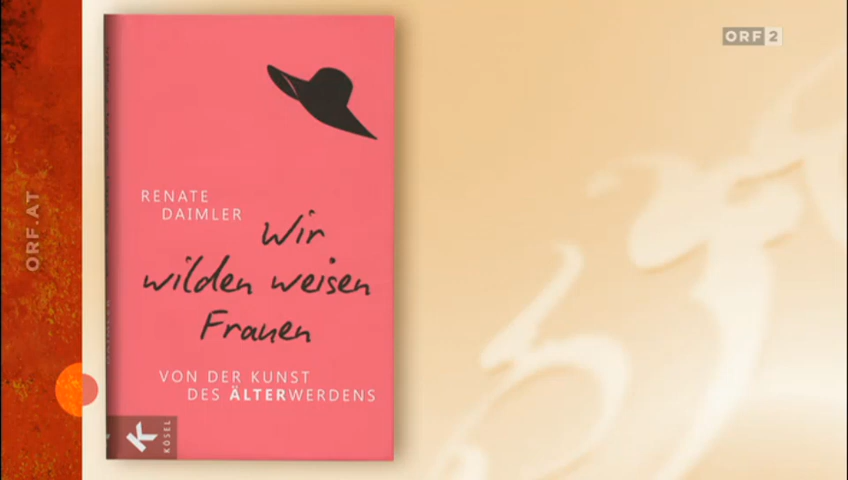 ORF 2
ORF.AT
RENATE
DAIMLER
Wir
wilden weisen
Frauen
VON DER KUNST
DES ÄLTERWERDENS
KÖSEL